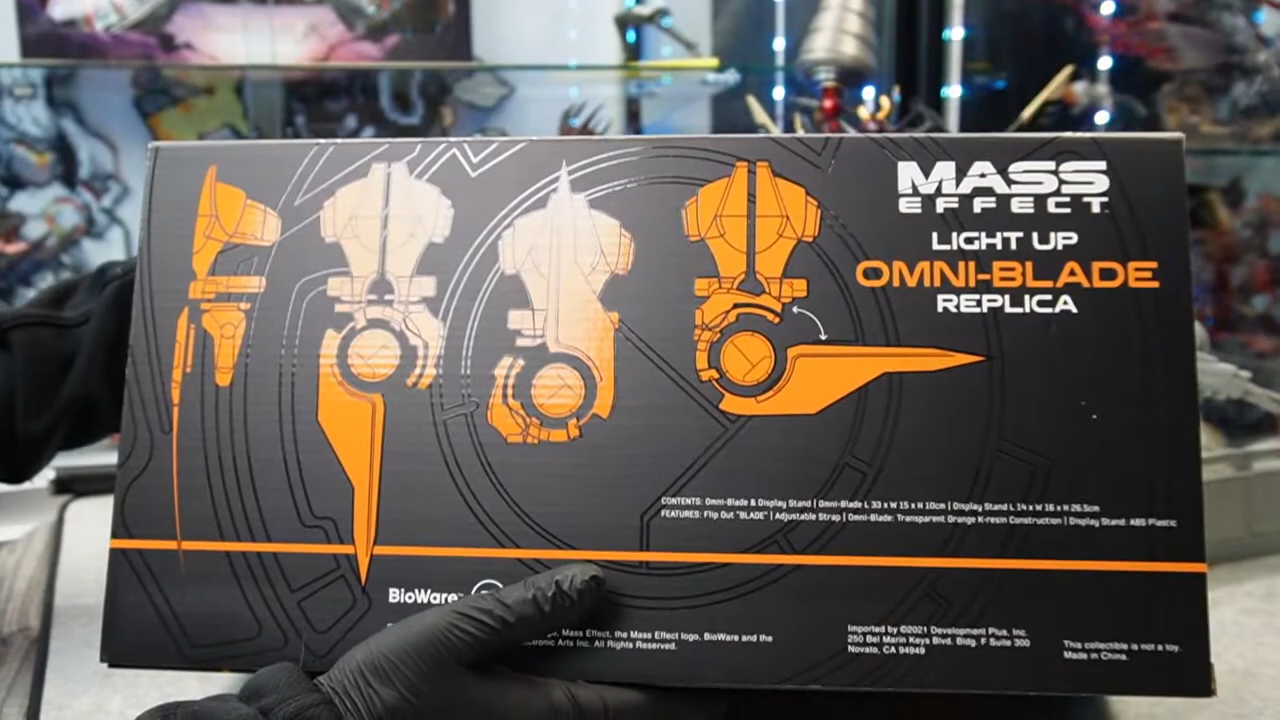 MASS
EFFECT
LIGHT UP
OMNI-BLADE
REPLICA
CONTENTS: Omni-Blade & Display Stand | Omni-Blade L 33 x W 15 x H 10cm | Display Stand L 14 x W 16 x H 26.5cm
FEATURES: Flip Out "BLADE" | Adjustable Strap | Omni-Blade: Transparent Orange K-resin Construction | Display Stand: ABS Plastic
BioWare
Mass Effect, the Mass Effect logo, BioWare and the
Arts Inc. All Rights Reserved.
Imported by ©2021 Development Plus, Inc.
250 Bel Marin Keys Blvd. Bldg. F Suite 300
Novato, CA 94949
This collectible is not a toy.
Made in China.